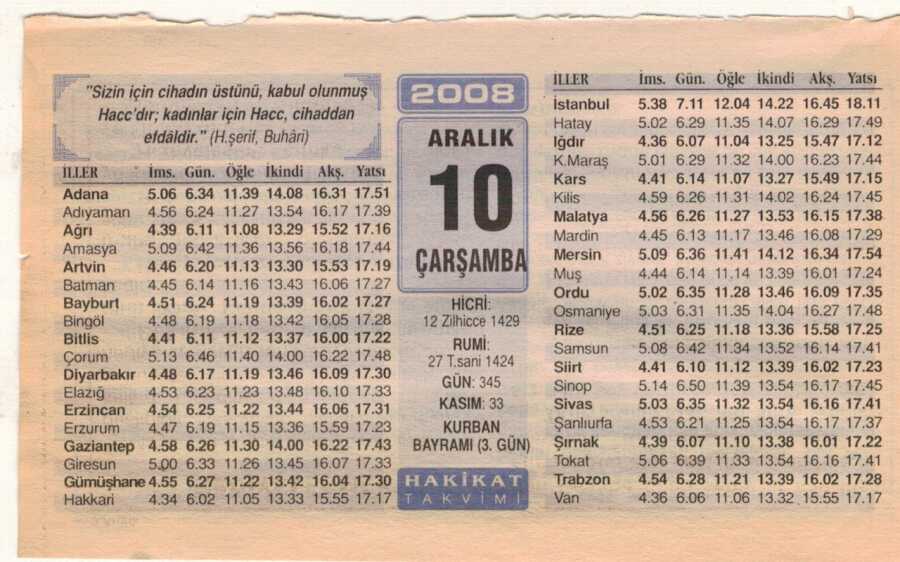 "Sizin için cihadın üstünü, kabul olunmuş
Hacc'dır; kadınlar için Hacc, cihaddan
efdâldir." (H.şerif, Buhâri)
İLLER İms. Gün. Öğle İkindi Akş. Yatsı
Adana 5.06 6.34 11.39 14.08 16.31 17.51
Adıyaman 4.56 6.24 11.27 13.54 16.17 17.39
Ağrı 4.39 6.11 11.08 13.29 15.52 17.16
Amasya 5.09 6.42 11.36 13.56 16.18 17.44
Artvin 4.46 6.20 11.13 13.30 15.53 17.19
Batman 4.45 6.14 11.16 13.43 16.06 17.27
Bayburt 4.51 6.24 11.19 13.39 16.02 17.27
Bingöl 4.48 6.19 11.18 13.42 16.05 17.28
Bitlis 4.41 6.11 11.12 13.37 16.00 17.22
Çorum 5.13 6.46 11.40 14.00 16.22 17.48
Diyarbakır 4.48 6.17 11.19 13.46 16.09 17.30
Elazığ 4.53 6.23 11.23 13.48 16.10 17.33
Erzincan 4.54 6.25 11.22 13.44 16.06 17.31
Erzurum 4.47 6.19 11.15 13.36 15.59 17.23
Gaziantep 4.58 6.26 11.30 14.00 16.22 17.43
Giresun 5.00 6.33 11.26 13.45 16.07 17.33
Gümüşhane 4.55 6.27 11.22 13.42 16.04 17.30
Hakkari 4.34 6.02 11.05 13.33 15.55 17.17
2008
ARALIK
10
ÇARŞAMBA
HİCRİ:
12 Zilhicce 1429
RUMİ:
27 T.sani 1424
GÜN: 345
KASIM: 33
KURBAN
BAYRAMI (3. GÜN)
HAKİKAT
TAKVİMİ
İLLER İms. Gün. Öğle İkindi Akş. Yatsı
İstanbul 5.38 7.11 12.04 14.22 16.45 18.11
Hatay 5.02 6.29 11.35 14.07 16.29 17.49
Iğdır 4.36 6.07 11.04 13.25 15.47 17.12
K.Maraş 5.01 6.29 11.32 14.00 16.23 17.44
Kars 4.41 6.14 11.07 13.27 15.49 17.15
Kilis 4.59 6.26 11.31 14.02 16.24 17.45
Malatya 4.56 6.26 11.27 13.53 16.15 17.38
Mardin 4.45 6.13 11.17 13.46 16.08 17.29
Mersin 5.09 6.36 11.41 14.12 16.34 17.54
Muş 4.44 6.14 11.14 13.39 16.01 17.24
Ordu 5.02 6.35 11.28 13.46 16.09 17.35
Osmaniye 5.03 6.31 11.35 14.04 16.27 17.48
Rize 4.51 6.25 11.18 13.36 15.58 17.25
Samsun 5.08 6.42 11.34 13.52 16.14 17.41
Siirt 4.41 6.10 11.12 13.39 16.02 17.23
Sinop 5.14 6.50 11.39 13.54 16.17 17.45
Sivas 5.03 6.35 11.32 13.54 16.16 17.41
Şanlıurfa 4.53 6.21 11.25 13.54 16.17 17.37
Şırnak 4.39 6.07 11.10 13.38 16.01 17.22
Tokat 5.06 6.39 11.33 13.54 16.16 17.41
Trabzon 4.54 6.28 11.21 13.39 16.02 17.28
Van 4.36 6.06 11.06 13.32 15.55 17.17